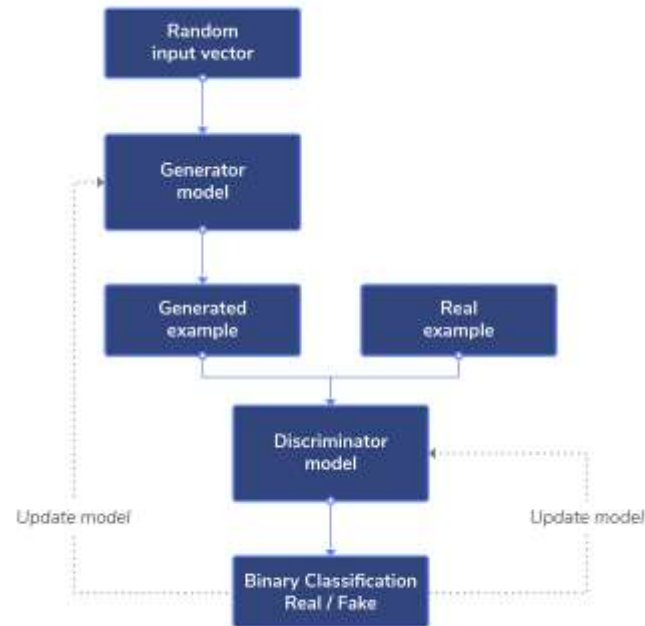 Random
input vector
Generator
model
Generated
example
Real
example
Discriminator
model
Update model
Update model
Binary Classification
Real / Fake